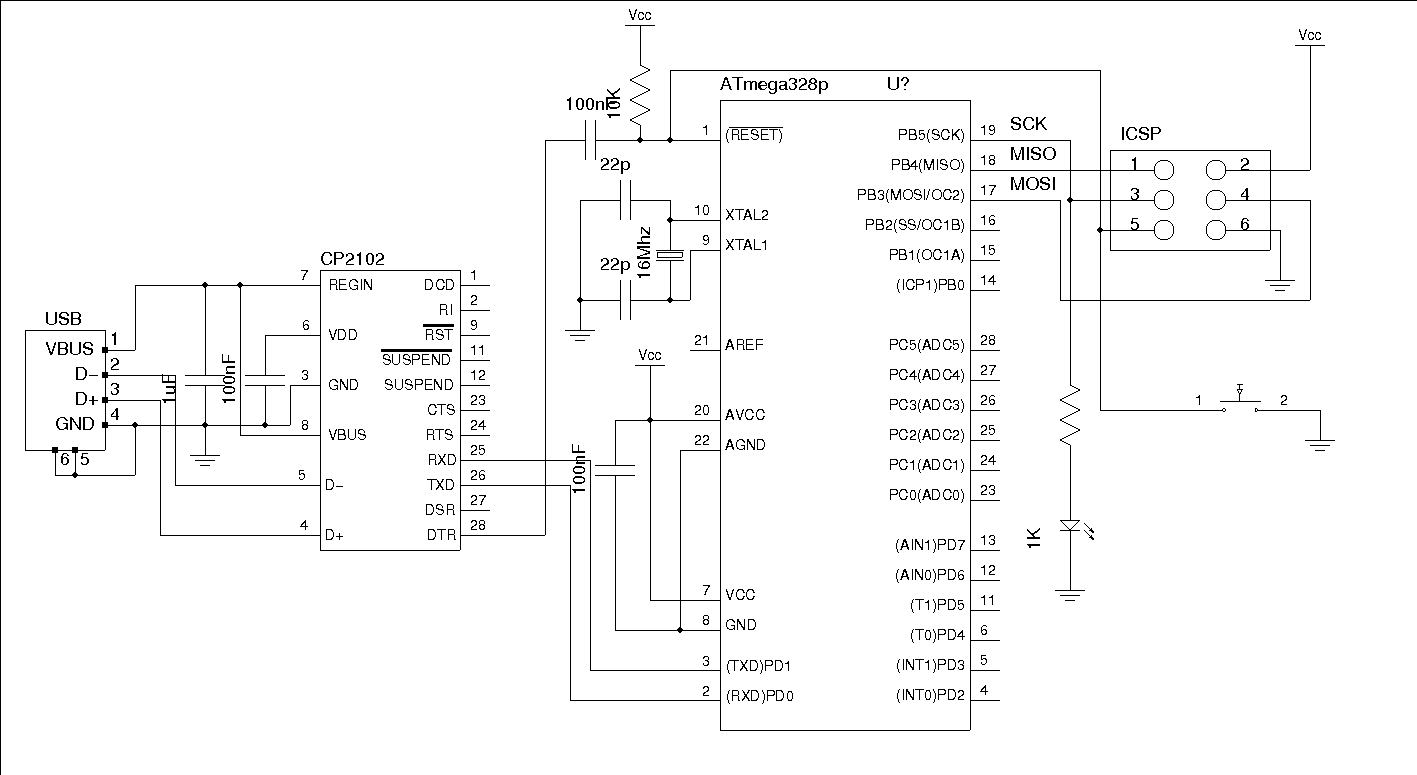 Vcc
Vcc
ATmega328p U?
100nF
10K
1 (RESET)
PB5(SCK) 19 SCK
ICSP
22p
PB4(MISO) 18 MISO
1 2
PB3(MOSI/OC2) 17 MOSI
3 4
10 XTAL2
PB2(SS/OC1B) 16
5 6
9 XTAL1
16Mhz
PB1(OC1A) 15
22p
(ICP1)PB0 14
CP2102
7 REGIN
DCD 1
RI 2
USB
6 VDD
RST 9
VBUS 1
SUSPEND 11
21 AREF
PC5(ADC5) 28
Vcc
D- 2
3 GND
SUSPEND 12
PC4(ADC4) 27
1uF
100nF
D+ 3
CTS 23
PC3(ADC3) 26
1 2
GND 4
8 VBUS
RTS 24
20 AVCC
PC2(ADC2) 25
22 AGND
6 5
RXD 25
100nF
PC1(ADC1) 24
5 D-
TXD 26
PC0(ADC0) 23
DSR 27
4 D+
DTR 28
(AIN1)PD7 13
1K
(AIN0)PD6 12
7 VCC
(T1)PD5 11
8 GND
(T0)PD4 6
3 (TXD)PD1
(INT1)PD3 5
2 (RXD)PD0
(INT0)PD2 4